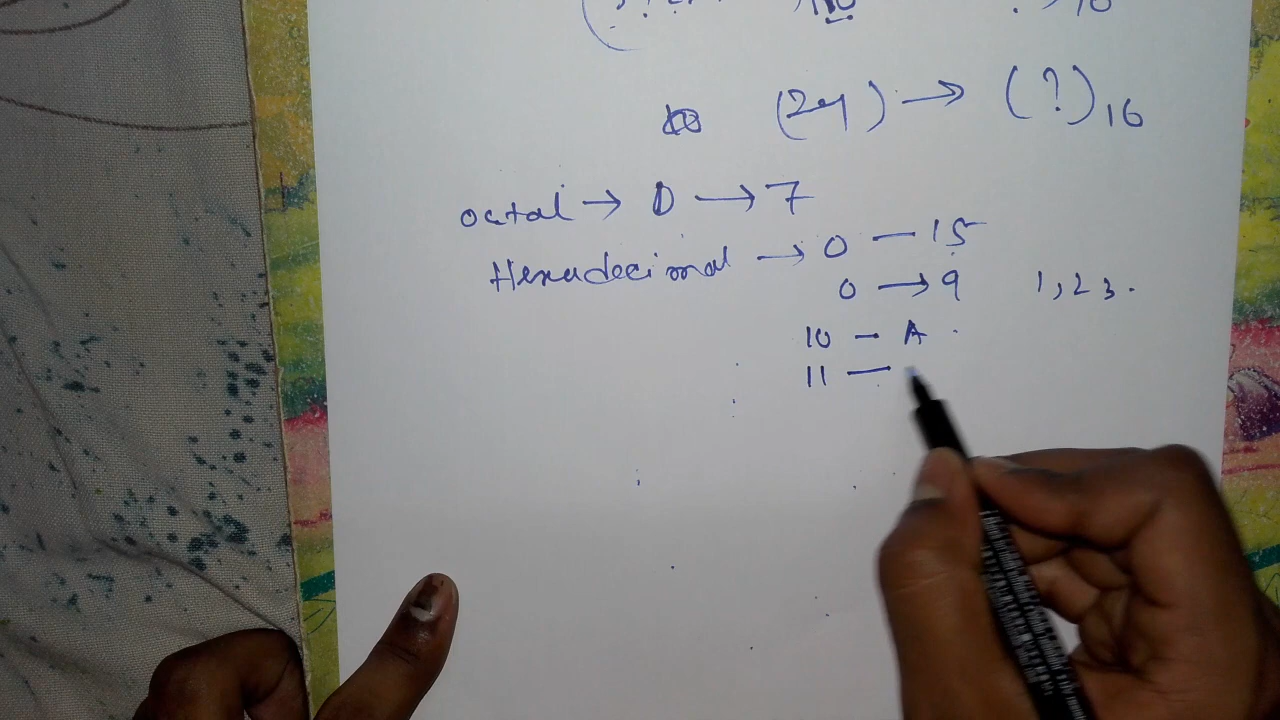 (24) → (?)16
octal → 0 → 7
Hexadecimal → 0 — 15
0 → 9 1, 2 3.
10 — A
11 —